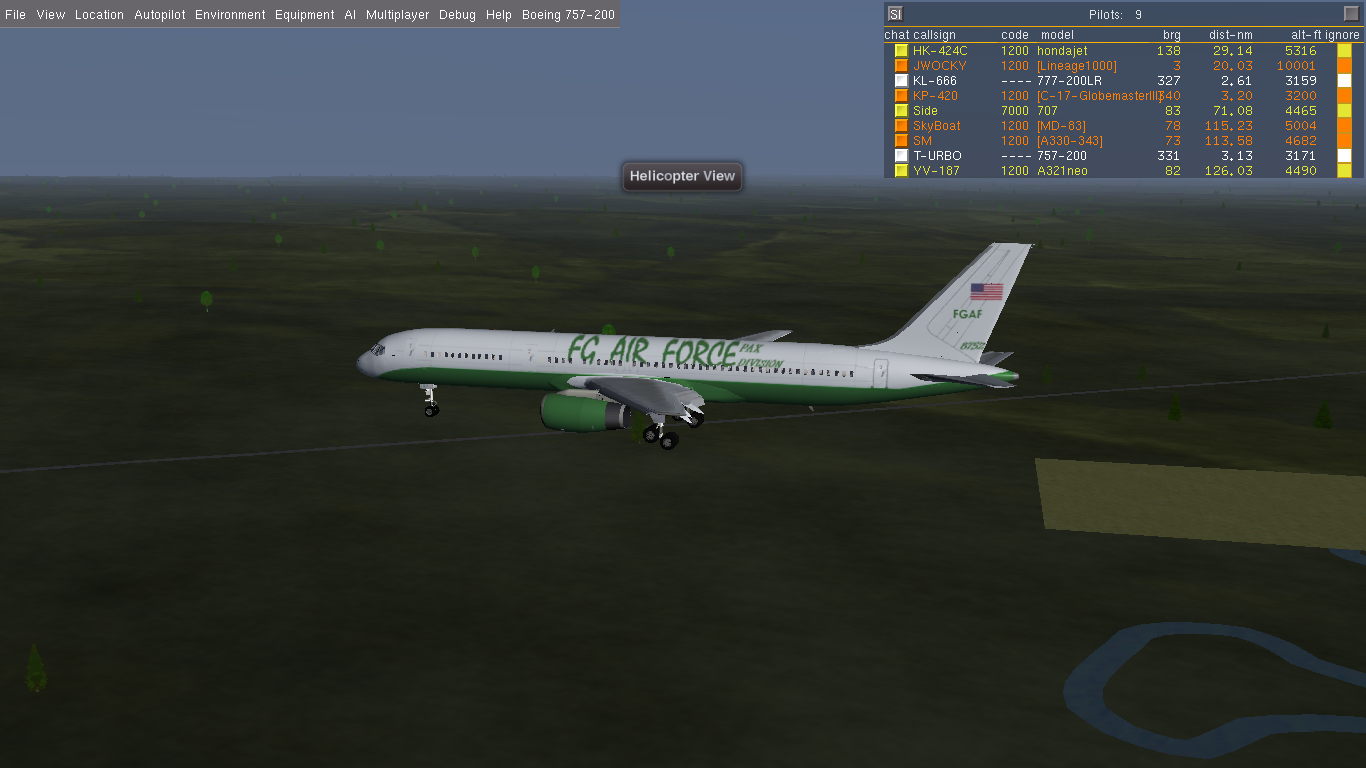 File View Location Autopilot Environment Equipment AI Multiplayer Debug Help Boeing 757-200
SI Pilots: 9
chat callsign code model brg dist-nm alt-ft ignore
HK-424C 1200 hondajet 138 29.14 5316
JWOCKY 1200 [Lineage1000] 3 20.03 10001
KL-666 ---- 777-200LR 327 2.61 3159
KP-420 1200 [C-17-GlobemasterIII] 340 3.20 3200
Side 7000 707 83 71.08 4465
SkyBoat 1200 [MD-83] 78 115.23 5004
SM 1200 [A330-343] 73 113.58 4682
T-URBO ---- 757-200 331 3.13 3171
YV-187 1200 A321neo 82 126.03 4490
Helicopter View
FGAF
FG AIR FORCE PAX
DIVISION